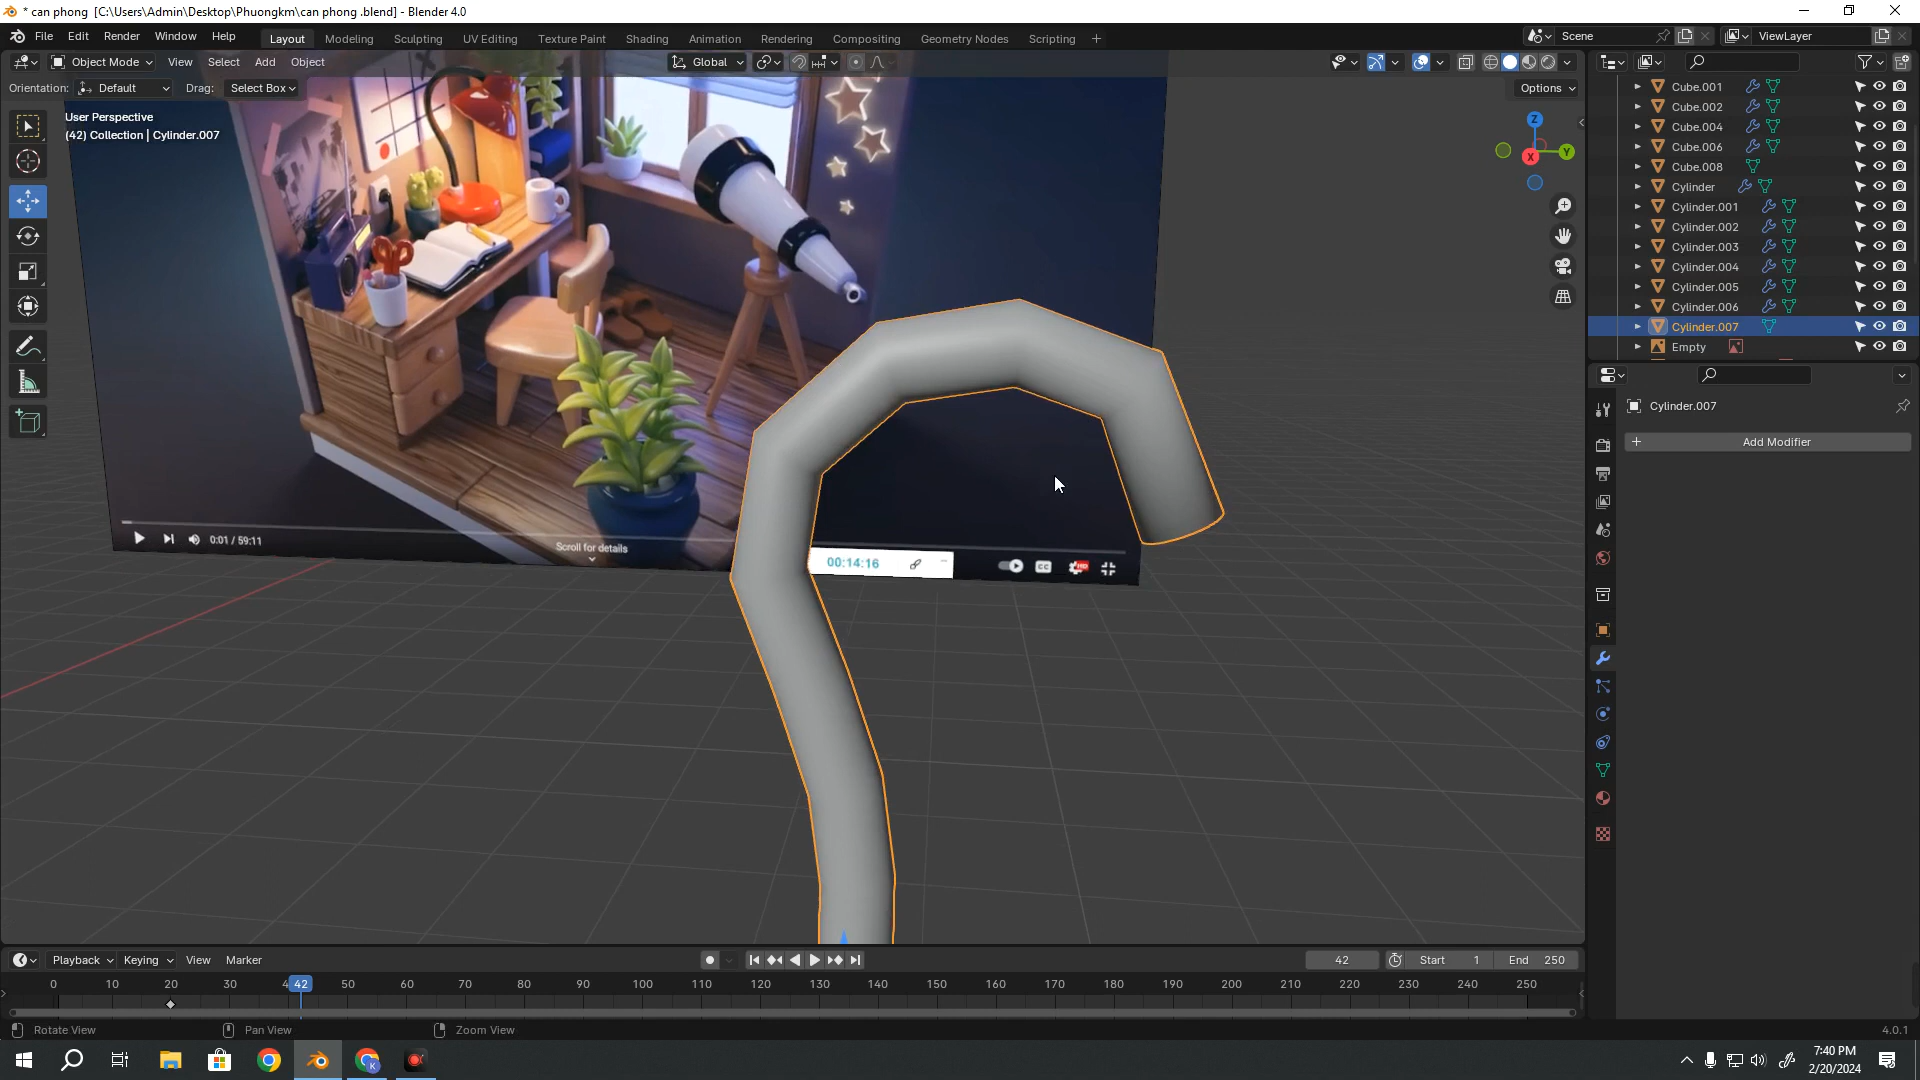 * can phong  [C:\Users\Admin\Desktop\Phuongkm\can phong .blend] - Blender 4.0
File Edit Render Window Help
Layout Modeling Sculpting UV Editing Texture Paint Shading Animation Rendering Compositing Geometry Nodes Scripting +
Scene
ViewLayer
Object Mode View Select Add Object
Global
Orientation: Default Drag: Select Box
Options
User Perspective
(42) Collection | Cylinder.007
Z
Y
X
0:01 / 59:11
Scroll for details
00:14:16
CC
HD
Cube.001
Cube.002
Cube.004
Cube.006
Cube.008
Cylinder
Cylinder.001
Cylinder.002
Cylinder.003
Cylinder.004
Cylinder.005
Cylinder.006
Cylinder.007
Empty
Cylinder.007
+ Add Modifier
Playback Keying View Marker
42
Start 1 End 250
0 10 20 30 4 42 50 60 70 80 90 100 110 120 130 140 150 160 170 180 190 200 210 220 230 240 250
Rotate View Pan View Zoom View
4.0.1
K
7:40 PM
2/20/2024